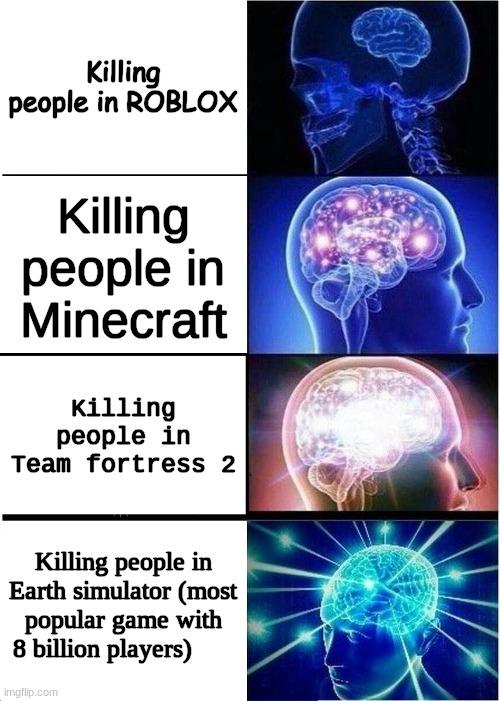 Killing
people in ROBLOX
Killing
people in
Minecraft
Killing
people in
Team fortress 2
Killing people in
Earth simulator (most
popular game with
8 billion players)
imgflip.com